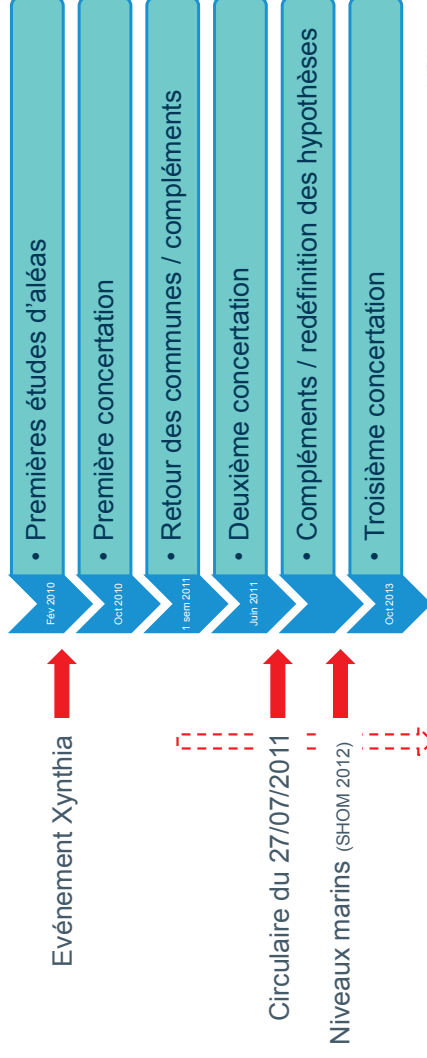 Fév 2010
• Premières études d'aléas
Oct 2010
• Première concertation
1 sem 2011
• Retour des communes / compléments
Juin 2011
• Deuxième concertation
• Compléments / redéfinition des hypothèses
Oct 2013
• Troisième concertation
Evénement Xynthia
Circulaire du 27/07/2011
Niveaux marins (SHOM 2012)